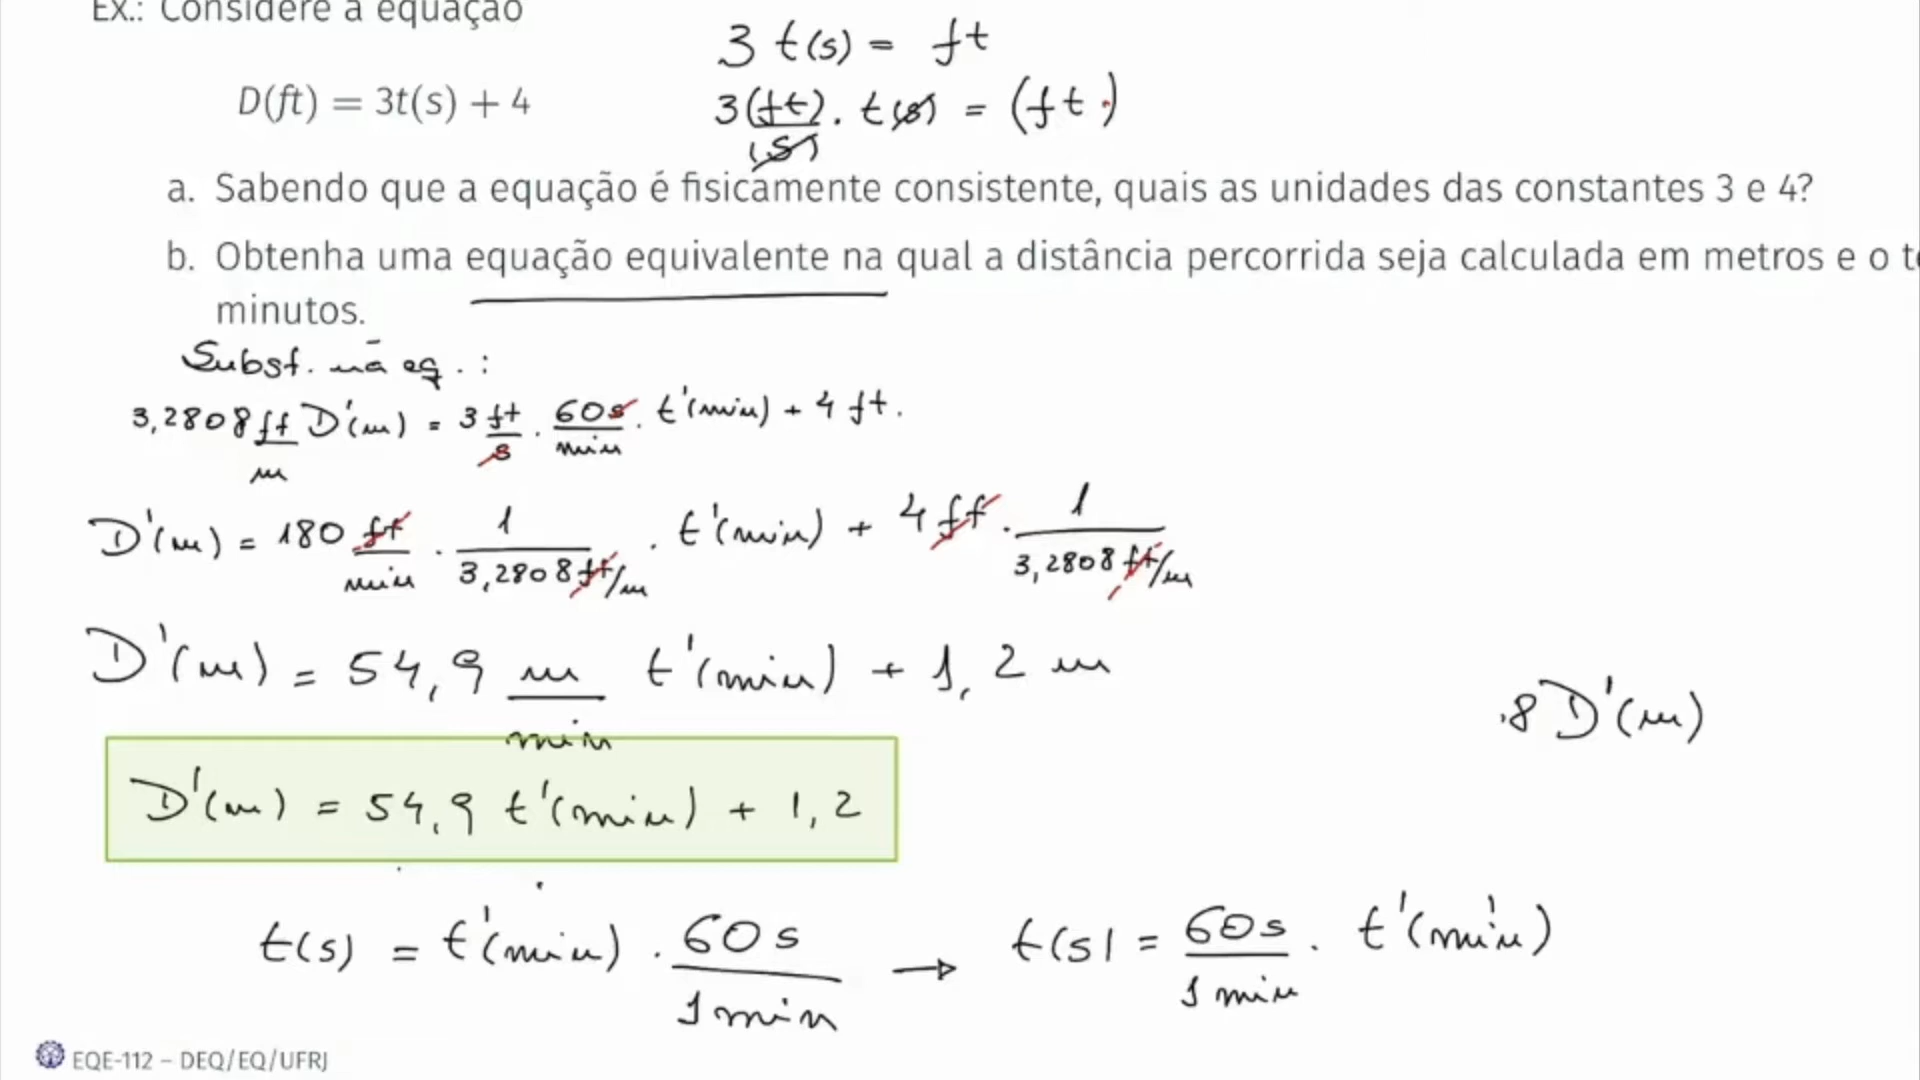 Ex.: Considere a equação
3 t(s) = ft
D(ft) = 3t(s) + 4
3 (ft)/(s) . t(s) = (ft.)
a. Sabendo que a equação é fisicamente consistente, quais as unidades das constantes 3 e 4?
b. Obtenha uma equação equivalente na qual a distância percorrida seja calculada em metros e o
minutos.
Subst. na eq.:
3,2808 ft/m D'(m) = 3 ft/s . 60s/min . t'(min) + 4 ft.
D'(m) = 180 ft/min . 1/3,2808 ft/m . t'(min) + 4 ft . 1/3,2808 ft/m
D'(m) = 54,9 m/min t'(min) + 1,2 m
.8 D'(m)
D'(m) = 54,9 t'(min) + 1,2
t(s) = t'(min) . 60 s/1 min → t(s) = 60s/1 min . t'(min)
EQE-112 – DEQ/EQ/UFRJ